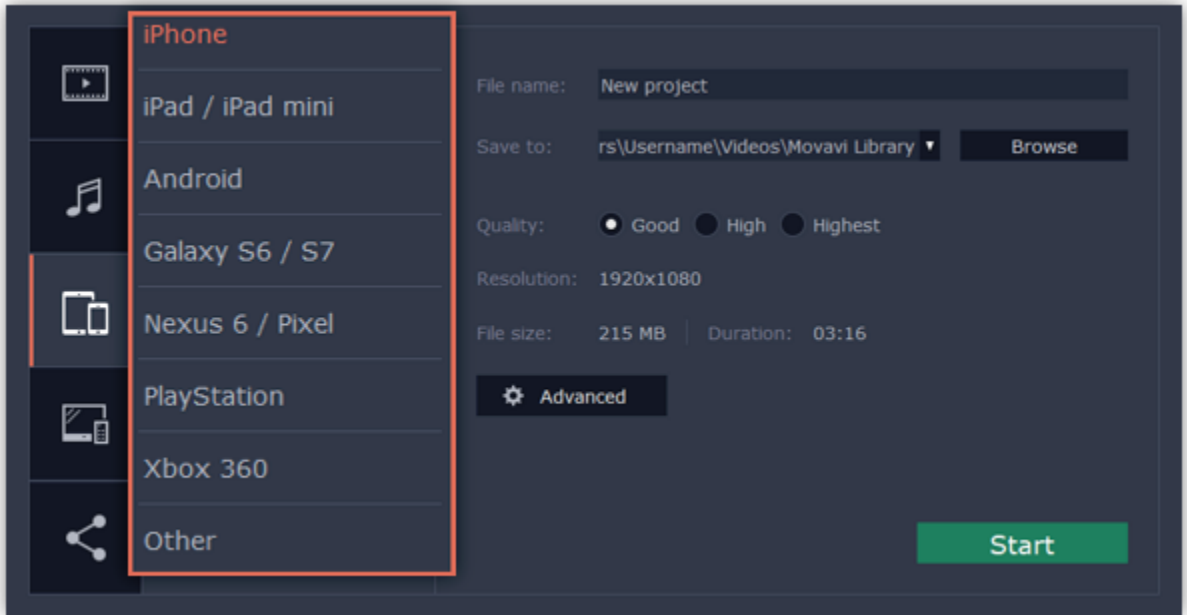 iPhone
iPad / iPad mini
Android
Galaxy S6 / S7
Nexus 6 / Pixel
PlayStation
Xbox 360
Other
File name: New project
Save to: rs\Username\Videos\Movavi Library Browse
Quality: Good High Highest
Resolution: 1920x1080
File size: 215 MB Duration: 03:16
Advanced
Start